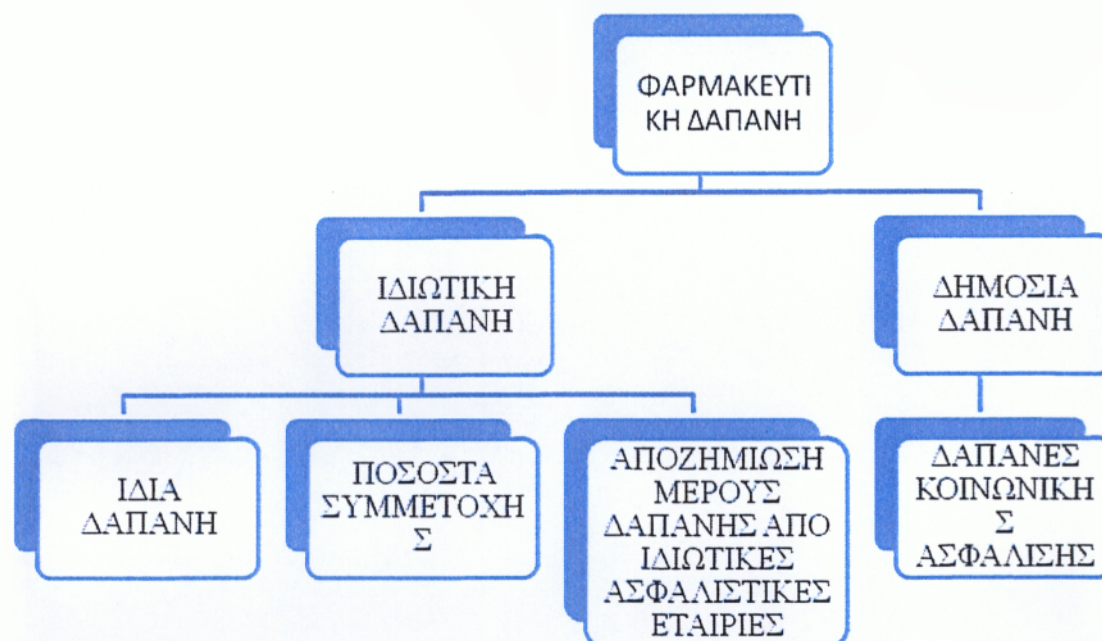 ΦΑΡΜΑΚΕΥΤΙ
ΚΗ ΔΑΠΑΝΗ
ΙΔΙΩΤΙΚΗ
ΔΑΠΑΝΗ
ΔΗΜΟΣΙΑ
ΔΑΠΑΝΗ
ΙΔΙΑ
ΔΑΠΑΝΗ
ΠΟΣΟΣΤΑ
ΣΥΜΜΕΤΟΧΗ
Σ
ΑΠΟΖΗΜΙΩΣΗ
ΜΕΡΟΥΣ
ΔΑΠΑΝΗΣ ΑΠΟ
ΙΔΙΩΤΙΚΕΣ
ΑΣΦΑΛΙΣΤΙΚΕΣ
ΕΤΑΙΡΙΕΣ
ΔΑΠΑΝΕΣ
ΚΟΙΝΩΝΙΚΗ
Σ
ΑΣΦΑΛΙΣΗΣ